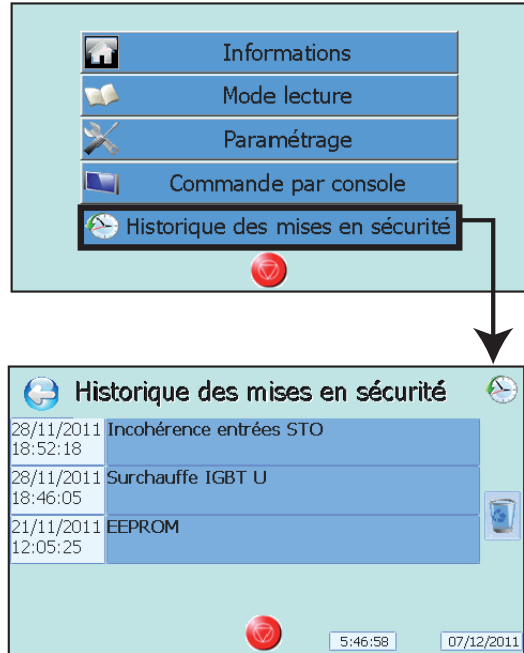 Informations
Mode lecture
Paramétrage
Commande par console
Historique des mises en sécurité
Historique des mises en sécurité
28/11/2011 Incohérence entrées STO
18:52:18
28/11/2011 Surchauffe IGBT U
18:46:05
21/11/2011 EEPROM
12:05:25
5:46:58 07/12/2011